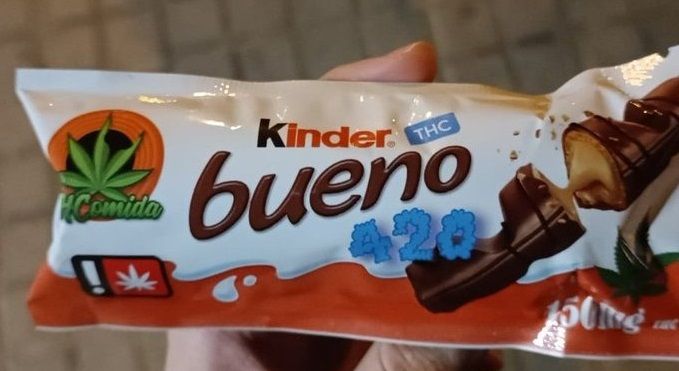 Kinder
THC
bueno
HComida
420
!
150mg